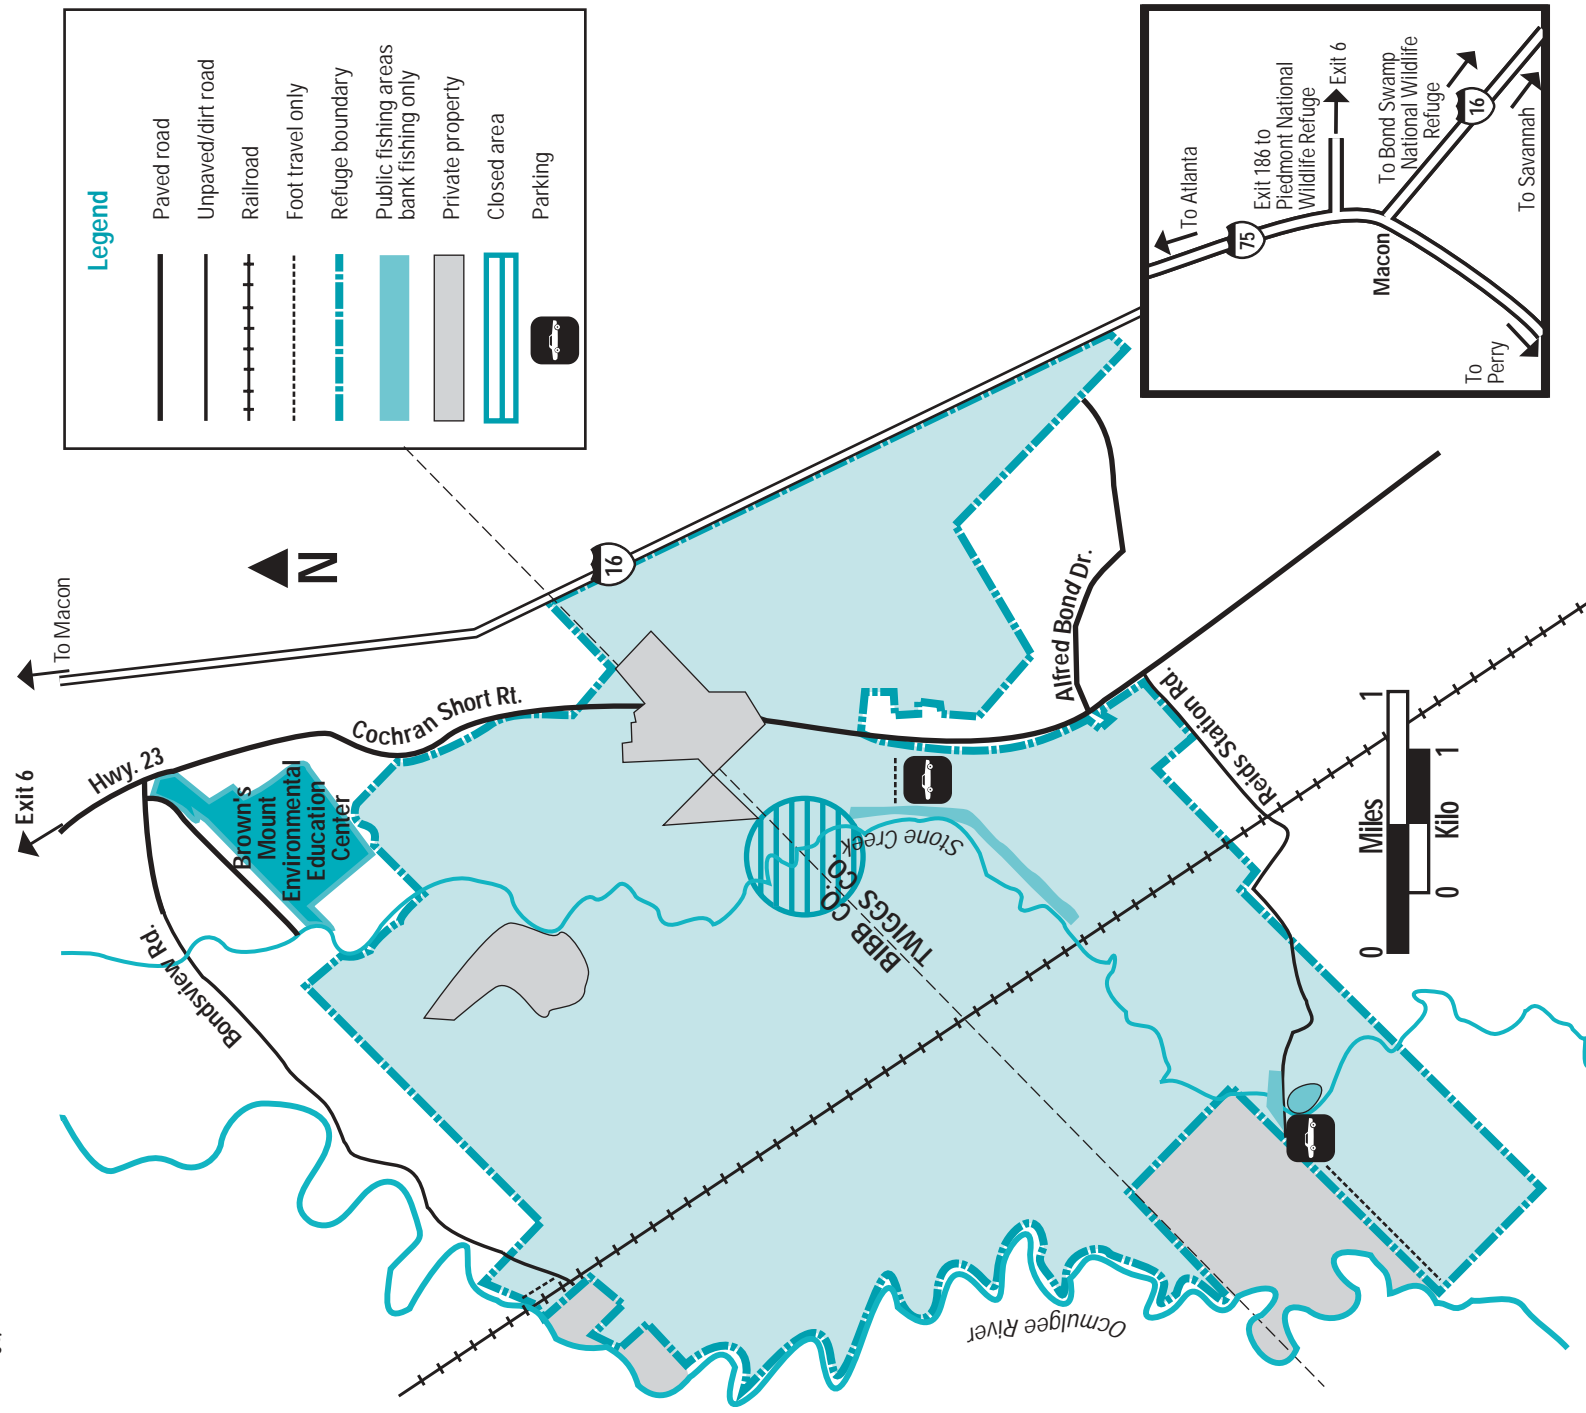 Legend
Paved road
Unpaved/dirt road
Railroad
Foot travel only
Refuge boundary
Public fishing areas
bank fishing only
Private property
Closed area
Parking
To Atlanta
75
Exit 186 to
Piedmont National
Wildlife Refuge
Exit 6
To Bond Swamp
National Wildlife
Refuge
16
Macon
To Savannah
To
Perry
To Macon
N
16
Exit 6
Hwy. 23
Cochran Short Rt.
Brown's
Mount
Environmental
Education
Center
Bondsview Rd.
Alfred Bond Dr.
Reids Station Rd.
Stone Creek
BIBB CO.
TWIGGS CO.
Ocmulgee River
0 Miles 1
0 Kilo 1